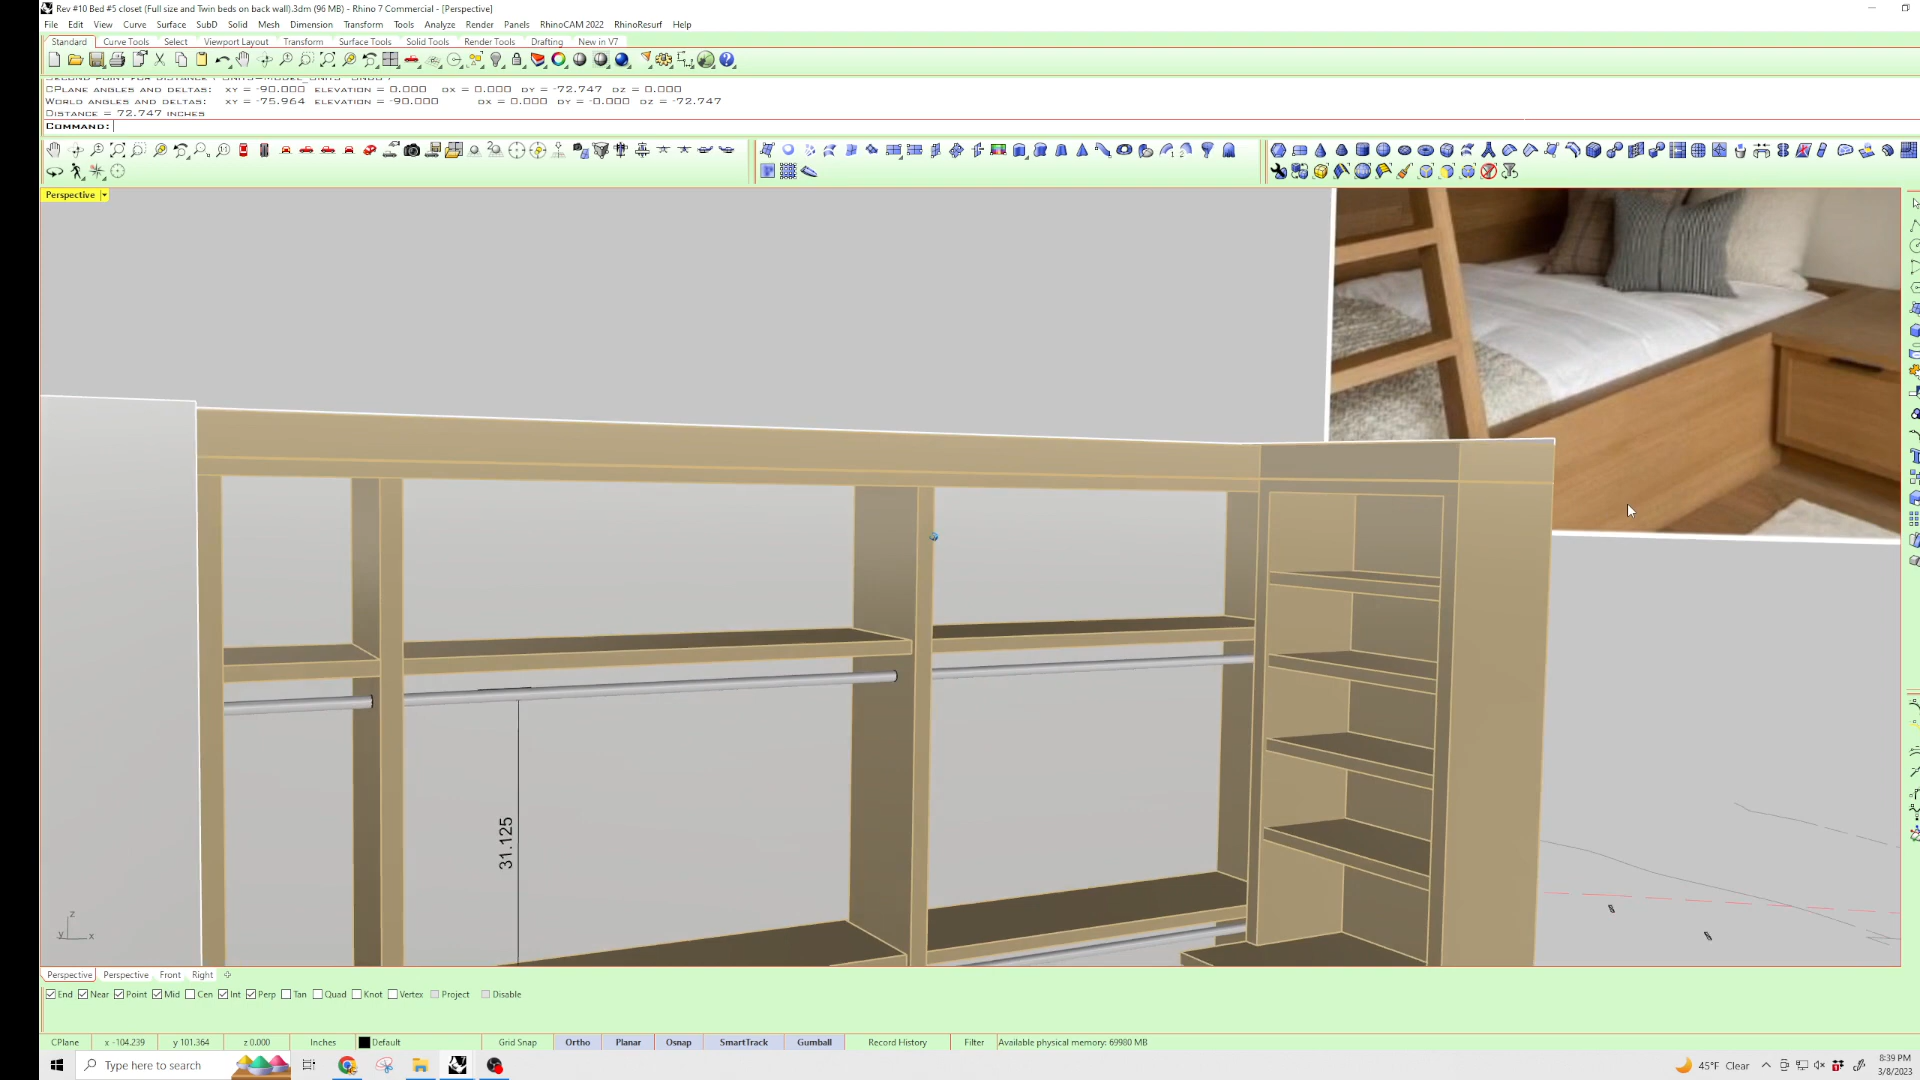 Rev #10 Bed #5 closet (Full size and Twin beds on back wall).3dm (96 MB) - Rhino 7 Commercial - [Perspective]
File Edit View Curve Surface SubD Solid Mesh Dimension Transform Tools Analyze Render Panels RhinoCAM 2022 RhinoResurf Help
Standard Curve Tools Select Viewport Layout Transform Surface Tools Solid Tools Render Tools Drafting New in V7
CPlane angles and deltas: xy = -90.000 elevation = 0.000 dx = 0.000 dy = -72.747 dz = 0.000
World angles and deltas: xy = -75.964 elevation = -90.000 dx = 0.000 dy = -0.000 dz = -72.747
Distance = 72.747 inches
Command:
Perspective
31.125
z
y x
Perspective Perspective Front Right
End Near Point Mid Cen Int Perp Tan Quad Knot Vertex Project Disable
CPlane x -104.239 y 101.364 z 0.000 Inches Default Grid Snap Ortho Planar Osnap SmartTrack Gumball Record History Filter Available physical memory: 69980 MB
Type here to search
45°F Clear
8:39 PM
3/8/2023